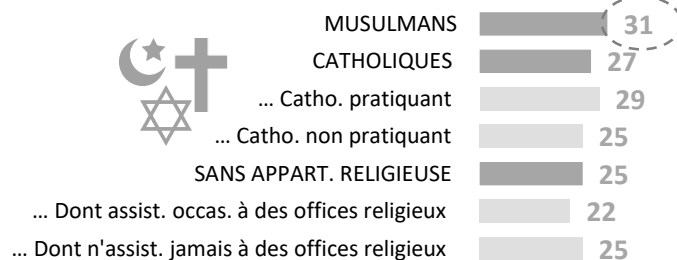 MUSULMANS 31
CATHOLIQUES 27
… Catho. pratiquant 29
… Catho. non pratiquant 25
SANS APPART. RELIGIEUSE 25
… Dont assist. occas. à des offices religieux 22
… Dont n'assist. jamais à des offices religieux 25